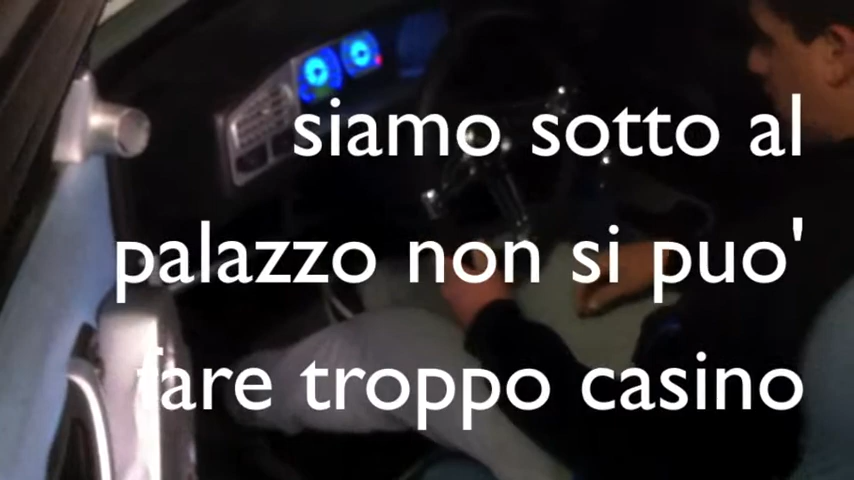 siamo sotto al
palazzo non si puo'
fare troppo casino